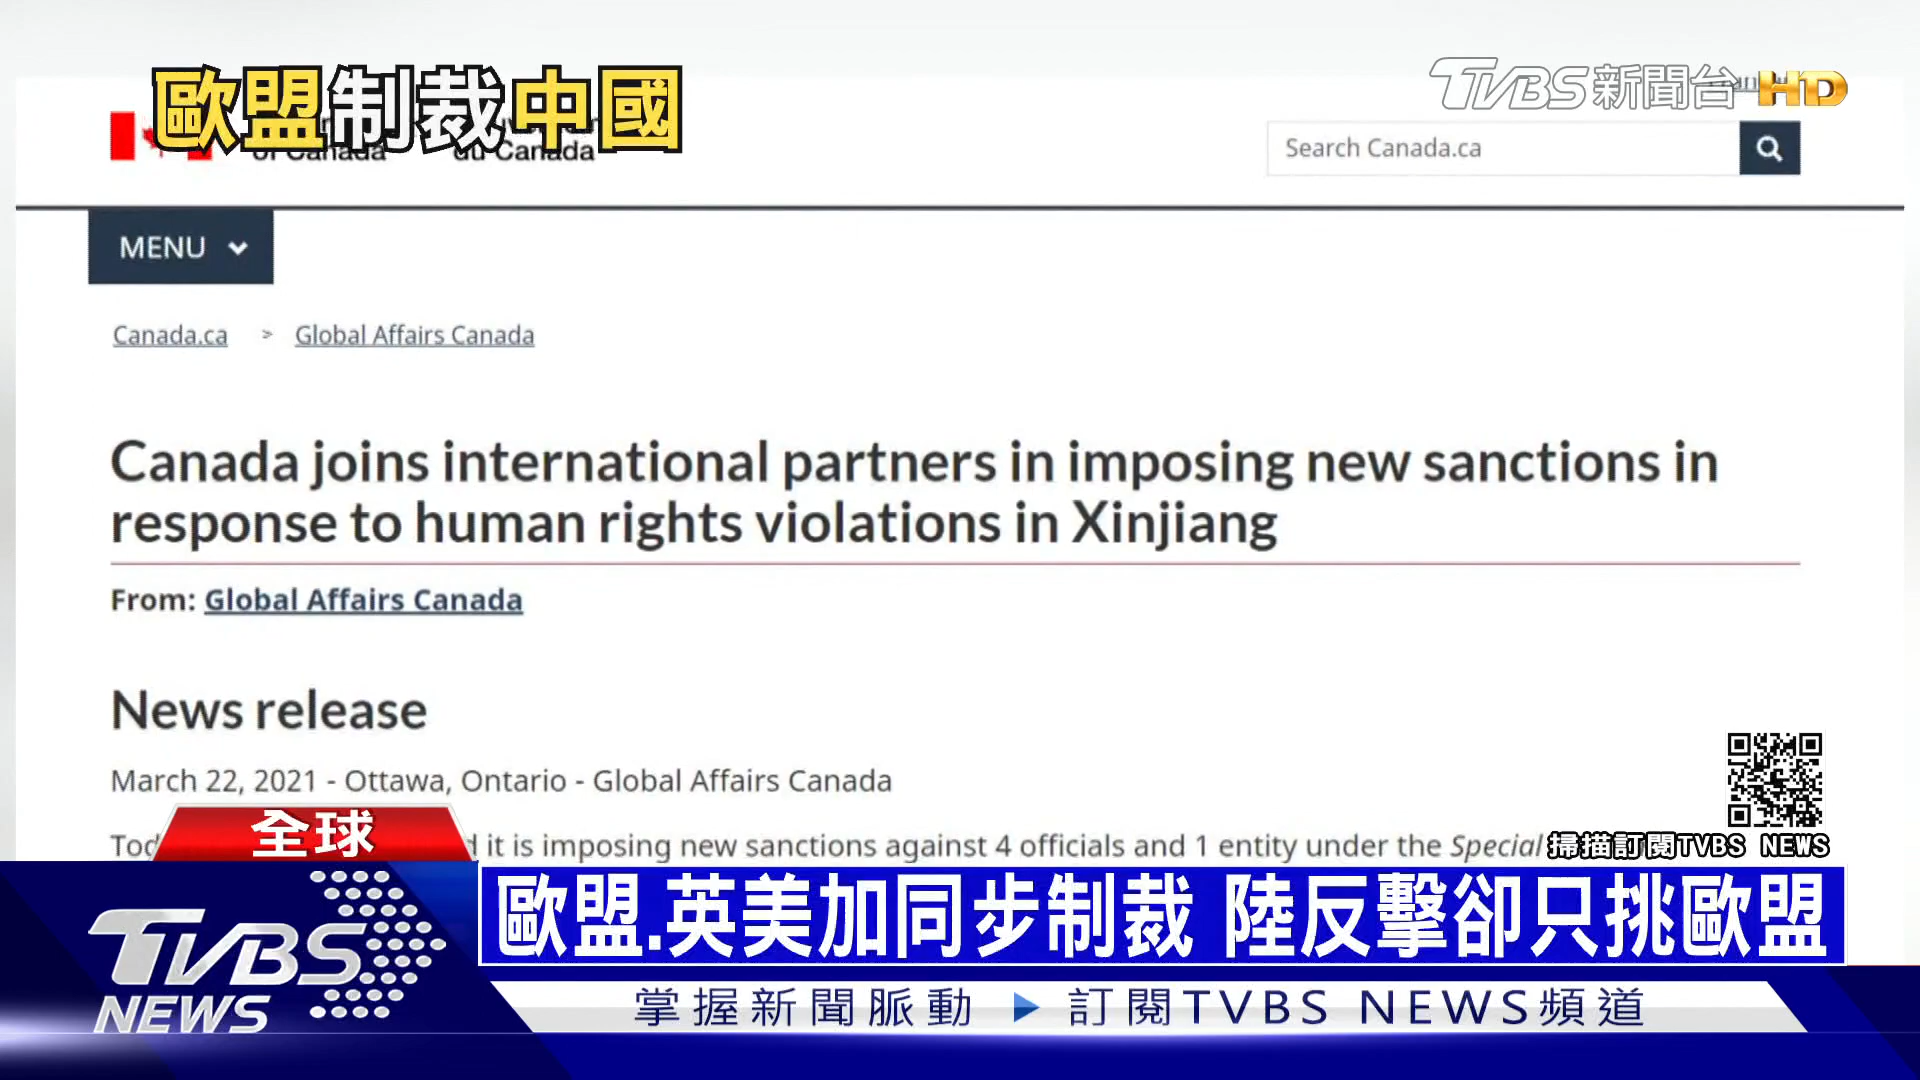 歐盟制裁中國
TVBS新聞台 HD
of Canada
du Canada
Search Canada.ca
MENU
Canada.ca > Global Affairs Canada
Canada joins international partners in imposing new sanctions in
response to human rights violations in Xinjiang
From: Global Affairs Canada
News release
March 22, 2021 - Ottawa, Ontario - Global Affairs Canada
it is imposing new sanctions against 4 officials and 1 entity under the Special
掃描訂閱TVBS NEWS
全球
歐盟.英美加同步制裁 陸反擊卻只挑歐盟
TVBS NEWS
掌握新聞脈動 ▶ 訂閱TVBS NEWS頻道